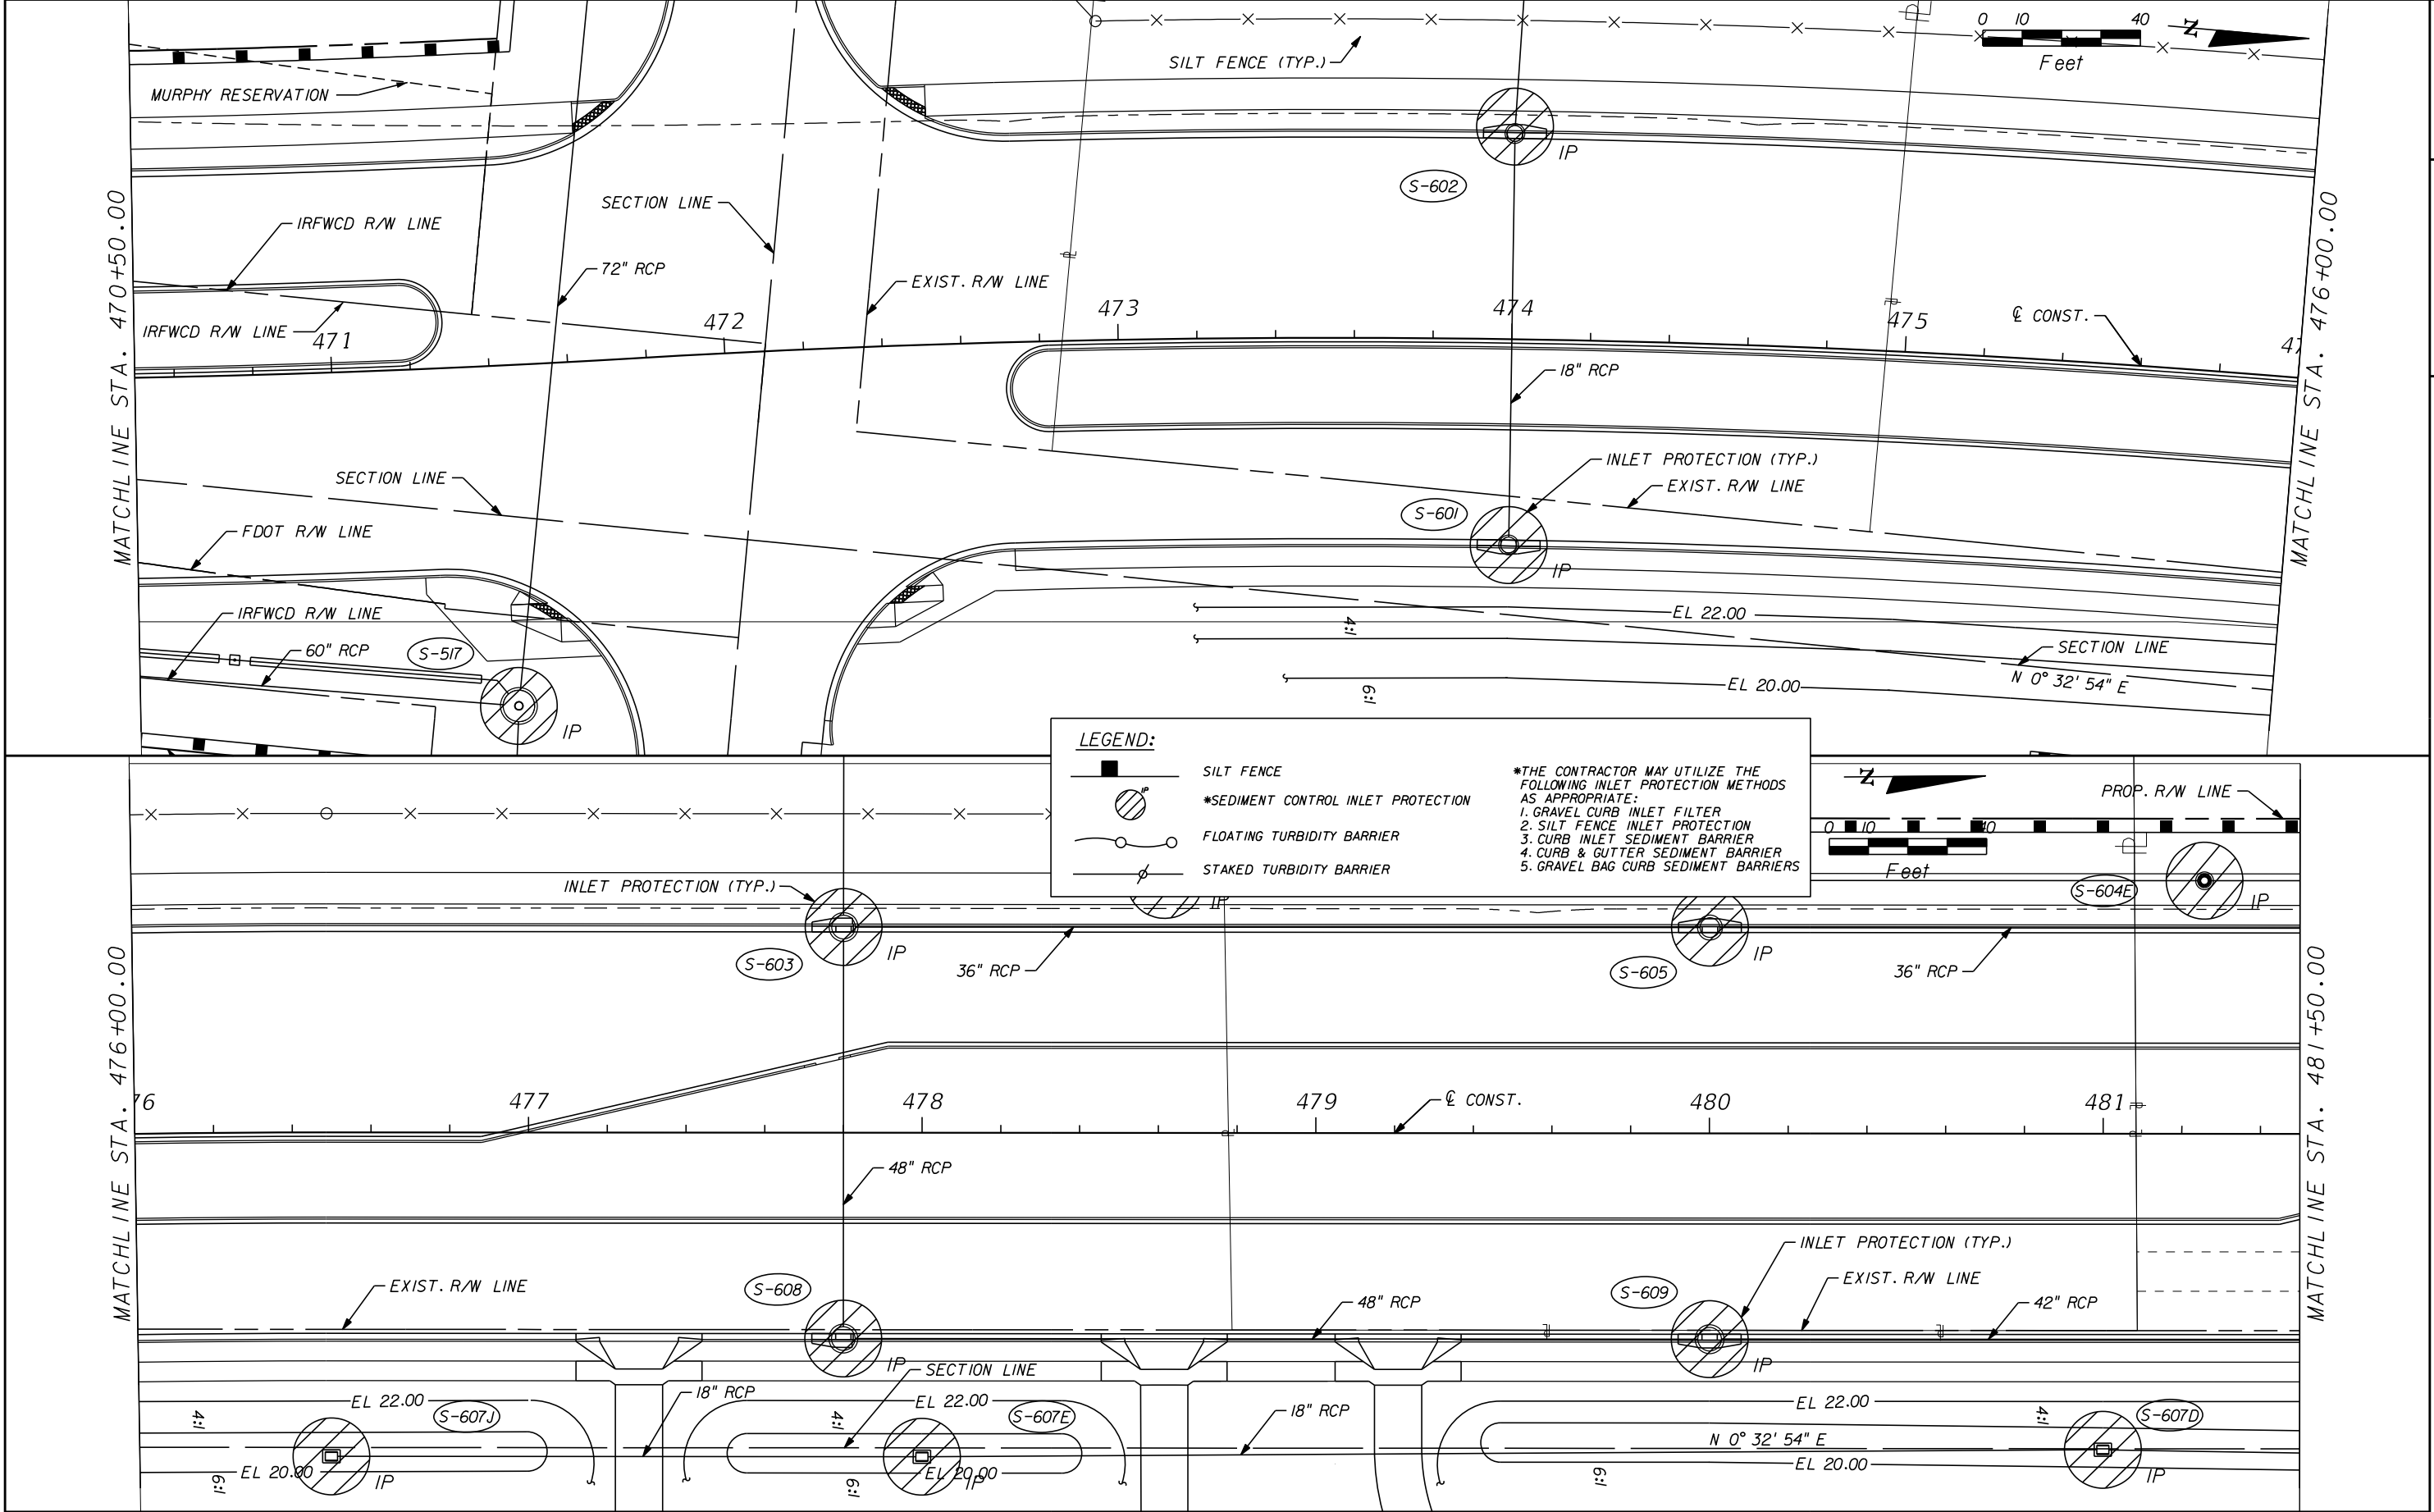 0 10 40
N
Feet
SILT FENCE (TYP.)
MURPHY RESERVATION
IP
S-602
SECTION LINE
IRFWCD R/W LINE
72" RCP
EXIST. R/W LINE
MATCHLINE STA. 470+50.00
MATCHLINE STA. 476+00.00
IRFWCD R/W LINE
471
472
473
474
475
47
℄ CONST.
18" RCP
INLET PROTECTION (TYP.)
EXIST. R/W LINE
SECTION LINE
S-601
IP
FDOT R/W LINE
IRFWCD R/W LINE
60" RCP
S-517
IP
EL 22.00
4:1
SECTION LINE
N 0° 32' 54" E
EL 20.00
6:1
LEGEND:
SILT FENCE
IP
*SEDIMENT CONTROL INLET PROTECTION
FLOATING TURBIDITY BARRIER
STAKED TURBIDITY BARRIER
*THE CONTRACTOR MAY UTILIZE THE
FOLLOWING INLET PROTECTION METHODS
AS APPROPRIATE:
1. GRAVEL CURB INLET FILTER
2. SILT FENCE INLET PROTECTION
3. CURB INLET SEDIMENT BARRIER
4. CURB & GUTTER SEDIMENT BARRIER
5. GRAVEL BAG CURB SEDIMENT BARRIERS
N
PROP. R/W LINE
0 10 40
Feet
S-604E
IP
INLET PROTECTION (TYP.)
IP
S-603
IP
36" RCP
S-605
IP
36" RCP
MATCHLINE STA. 476+00.00
MATCHLINE STA. 481+50.00
76
477
478
479
480
481
℄ CONST.
48" RCP
INLET PROTECTION (TYP.)
EXIST. R/W LINE
S-608
IP
48" RCP
S-609
IP
EXIST. R/W LINE
42" RCP
SECTION LINE
18" RCP
EL 22.00
S-607J
4:1
EL 22.00
4:1
S-607E
18" RCP
EL 22.00
4:1
S-607D
N 0° 32' 54" E
EL 20.00
6:1
IP
EL 20.00
6:1
IP
EL 20.00
6:1
IP